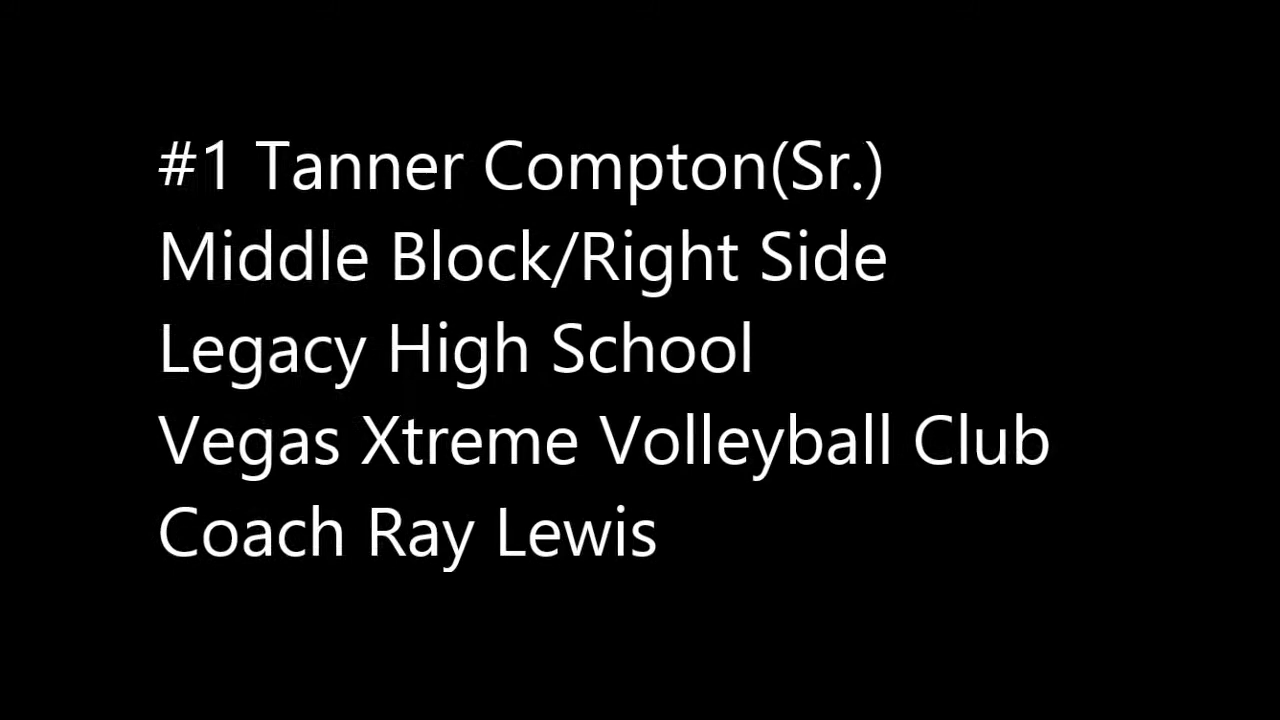 #1 Tanner Compton(Sr.)
Middle Block/Right Side
Legacy High School
Vegas Xtreme Volleyball Club
Coach Ray Lewis